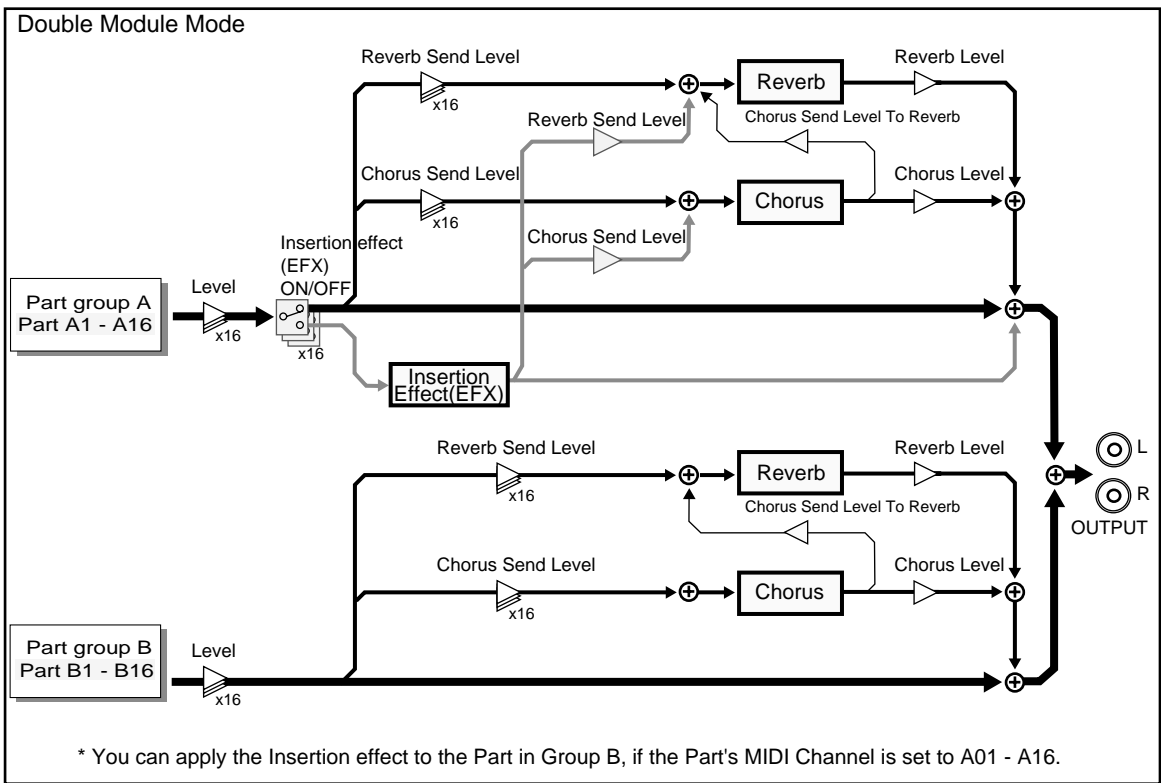 Double Module Mode
Reverb Send Level
x16
Reverb
Reverb Level
Reverb Send Level
Chorus Send Level To Reverb
Chorus Send Level
x16
Chorus
Chorus Level
Chorus Send Level
Insertion effect
(EFX)
ON/OFF
x16
Part group A
Part A1 - A16
Level
x16
Insertion
Effect(EFX)
Reverb Send Level
x16
Reverb
Reverb Level
Chorus Send Level To Reverb
Chorus Send Level
x16
Chorus
Chorus Level
L
R
OUTPUT
Part group B
Part B1 - B16
Level
x16
* You can apply the Insertion effect to the Part in Group B, if the Part's MIDI Channel is set to A01 - A16.